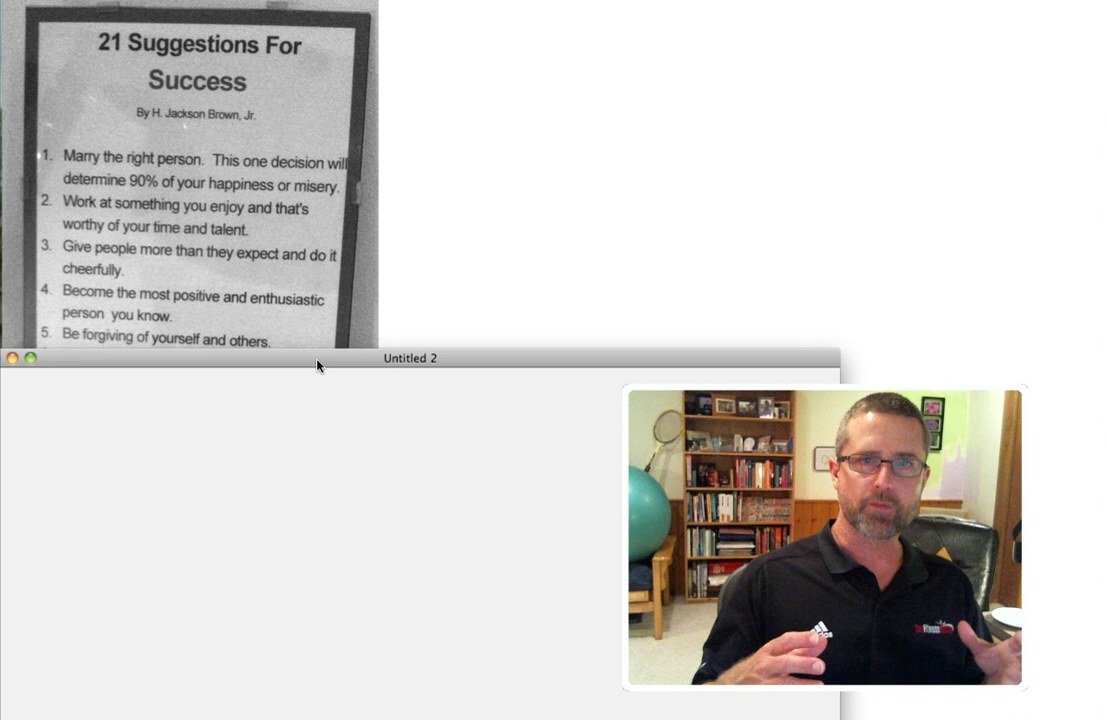 21 Suggestions For
Success
By H. Jackson Brown, Jr.
1. Marry the right person. This one decision will
determine 90% of your happiness or misery.
2. Work at something you enjoy and that's
worthy of your time and talent.
3. Give people more than they expect and do it
cheerfully.
4. Become the most positive and enthusiastic
person you know.
5. Be forgiving of yourself and others.
Untitled 2